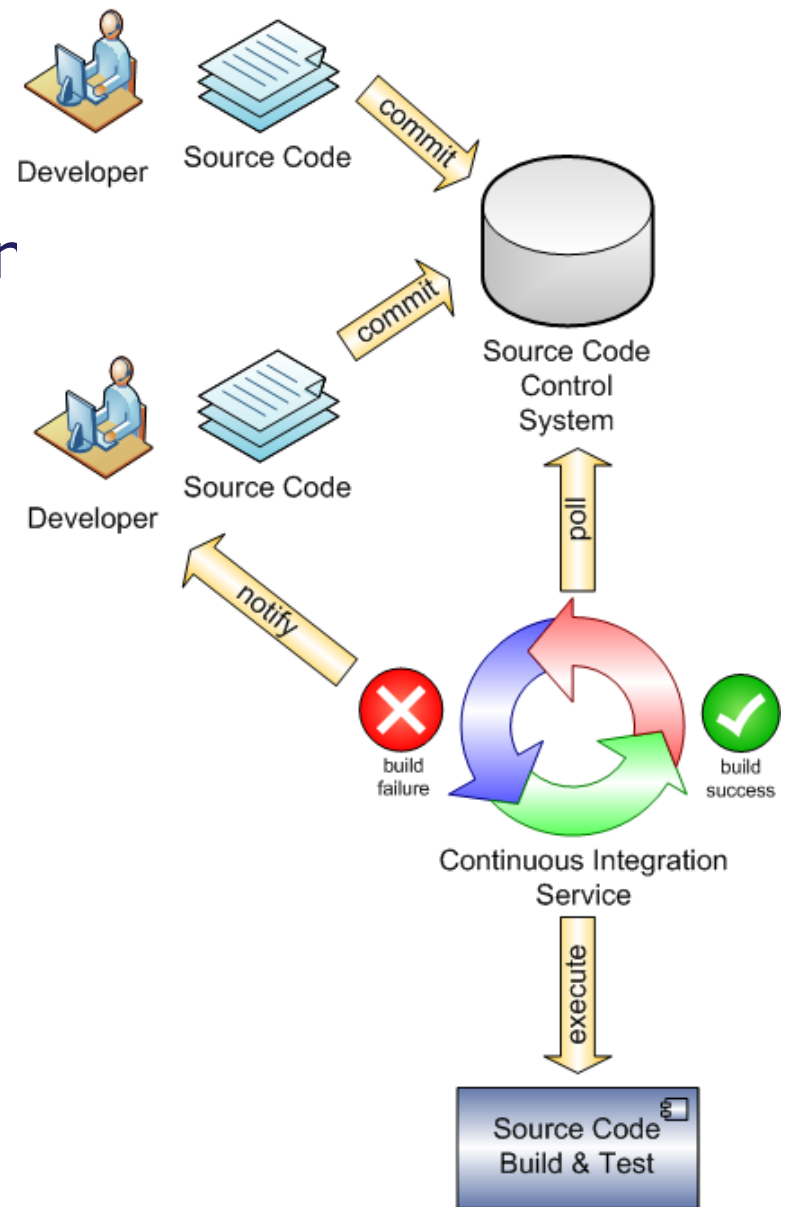 Developer
Source Code
commit
Source Code
Control
System
r
commit
Developer
Source Code
poll
notify
build
failure
build
success
Continuous Integration
Service
execute
Source Code
Build & Test